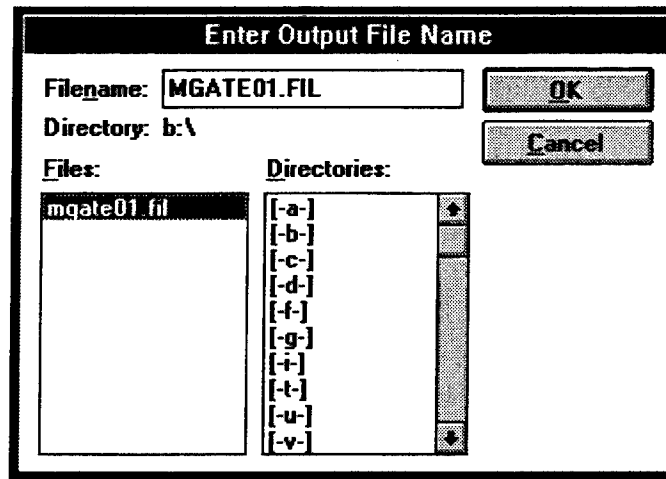 Enter Output File Name
Filename: MGATE01.FIL
OK
Directory: b:\
Cancel
Files:
Directories:
mgate01.fil
[-a-]
[-b-]
[-c-]
[-d-]
[-f-]
[-g-]
[-i-]
[-t-]
[-u-]
[-v-]